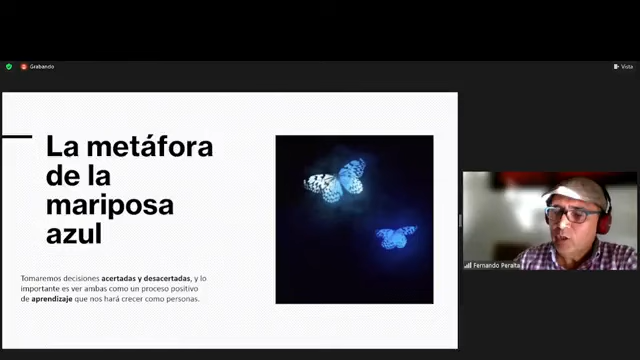 Grabando
Vista
La metáfora
de la
mariposa
azul
Tomaremos decisiones acertadas y desacertadas, y lo
importante es ver ambas como un proceso positivo
de aprendizaje que nos hará crecer como personas.
Fernando Peralta